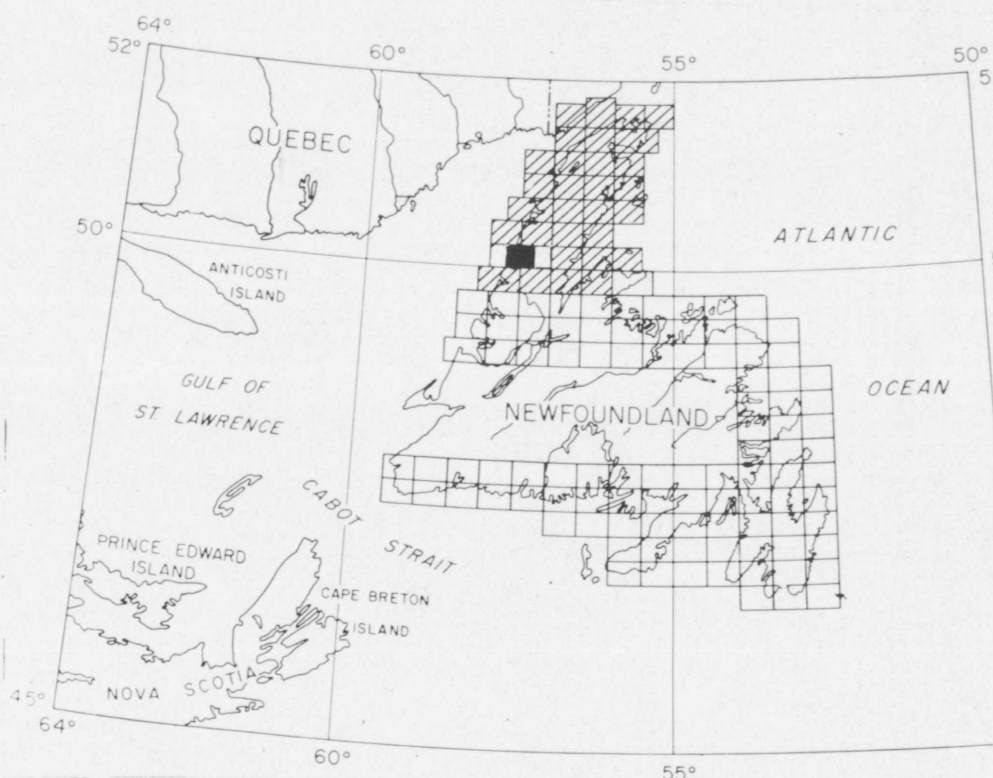 64°
52°
60°
55°
50°
5
QUEBEC
50°
ATLANTIC
ANTICOSTI
ISLAND
GULF OF
ST. LAWRENCE
OCEAN
NEWFOUNDLAND
CABOT
STRAIT
PRINCE EDWARD
ISLAND
CAPE BRETON
ISLAND
NOVA SCOTIA
45°
64°
60°
55°